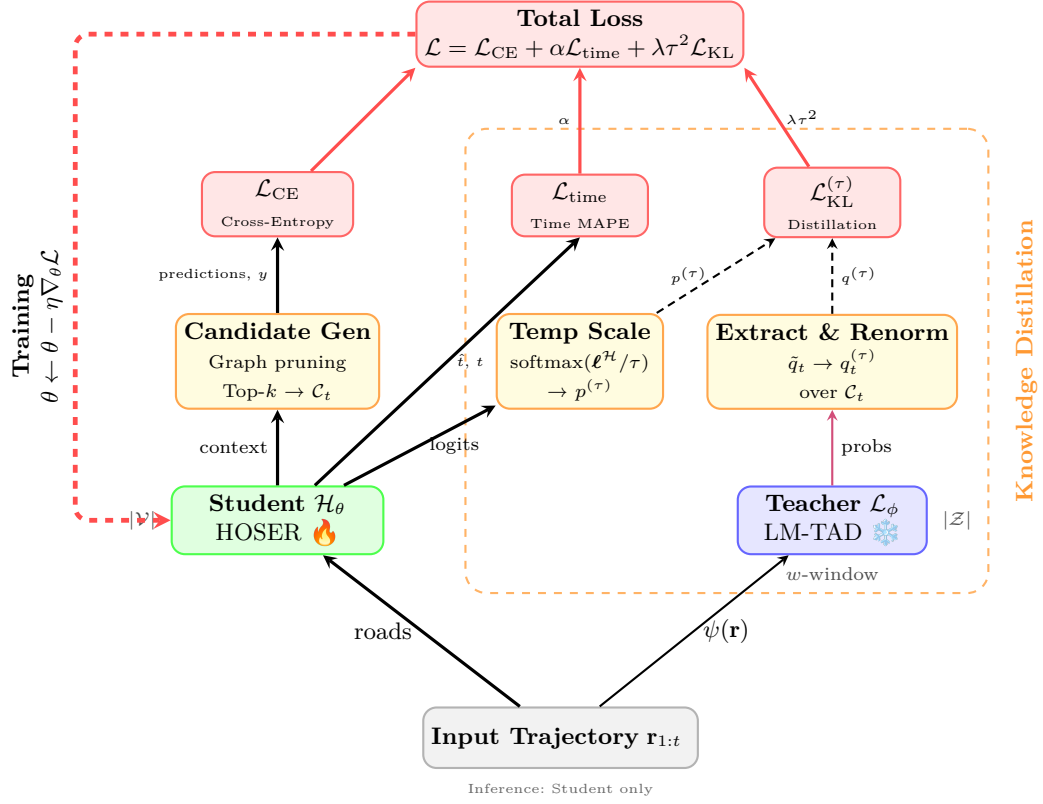 Total Loss
ℒ = ℒ_CE + αℒ_time + λτ²ℒ_KL
α
λτ²
ℒ_CE
Cross-Entropy
ℒ_time
Time MAPE
ℒ_KL^(τ)
Distillation
Training
θ ← θ − η∇_θℒ
predictions, y
p^(τ)
q^(τ)
Candidate Gen
Graph pruning
Top-k → 𝒞_t
t̂, t
Temp Scale
softmax(ℓ^ℋ/τ)
→ p^(τ)
Extract & Renorm
q̃_t → q_t^(τ)
over 𝒞_t
Knowledge Distillation
context
logits
probs
|𝒱|
Student ℋ_θ
HOSER 🔥
Teacher ℒ_ϕ
LM-TAD ❄️
|𝒵|
w-window
roads
ψ(𝐫)
Input Trajectory 𝐫_1:t
Inference: Student only